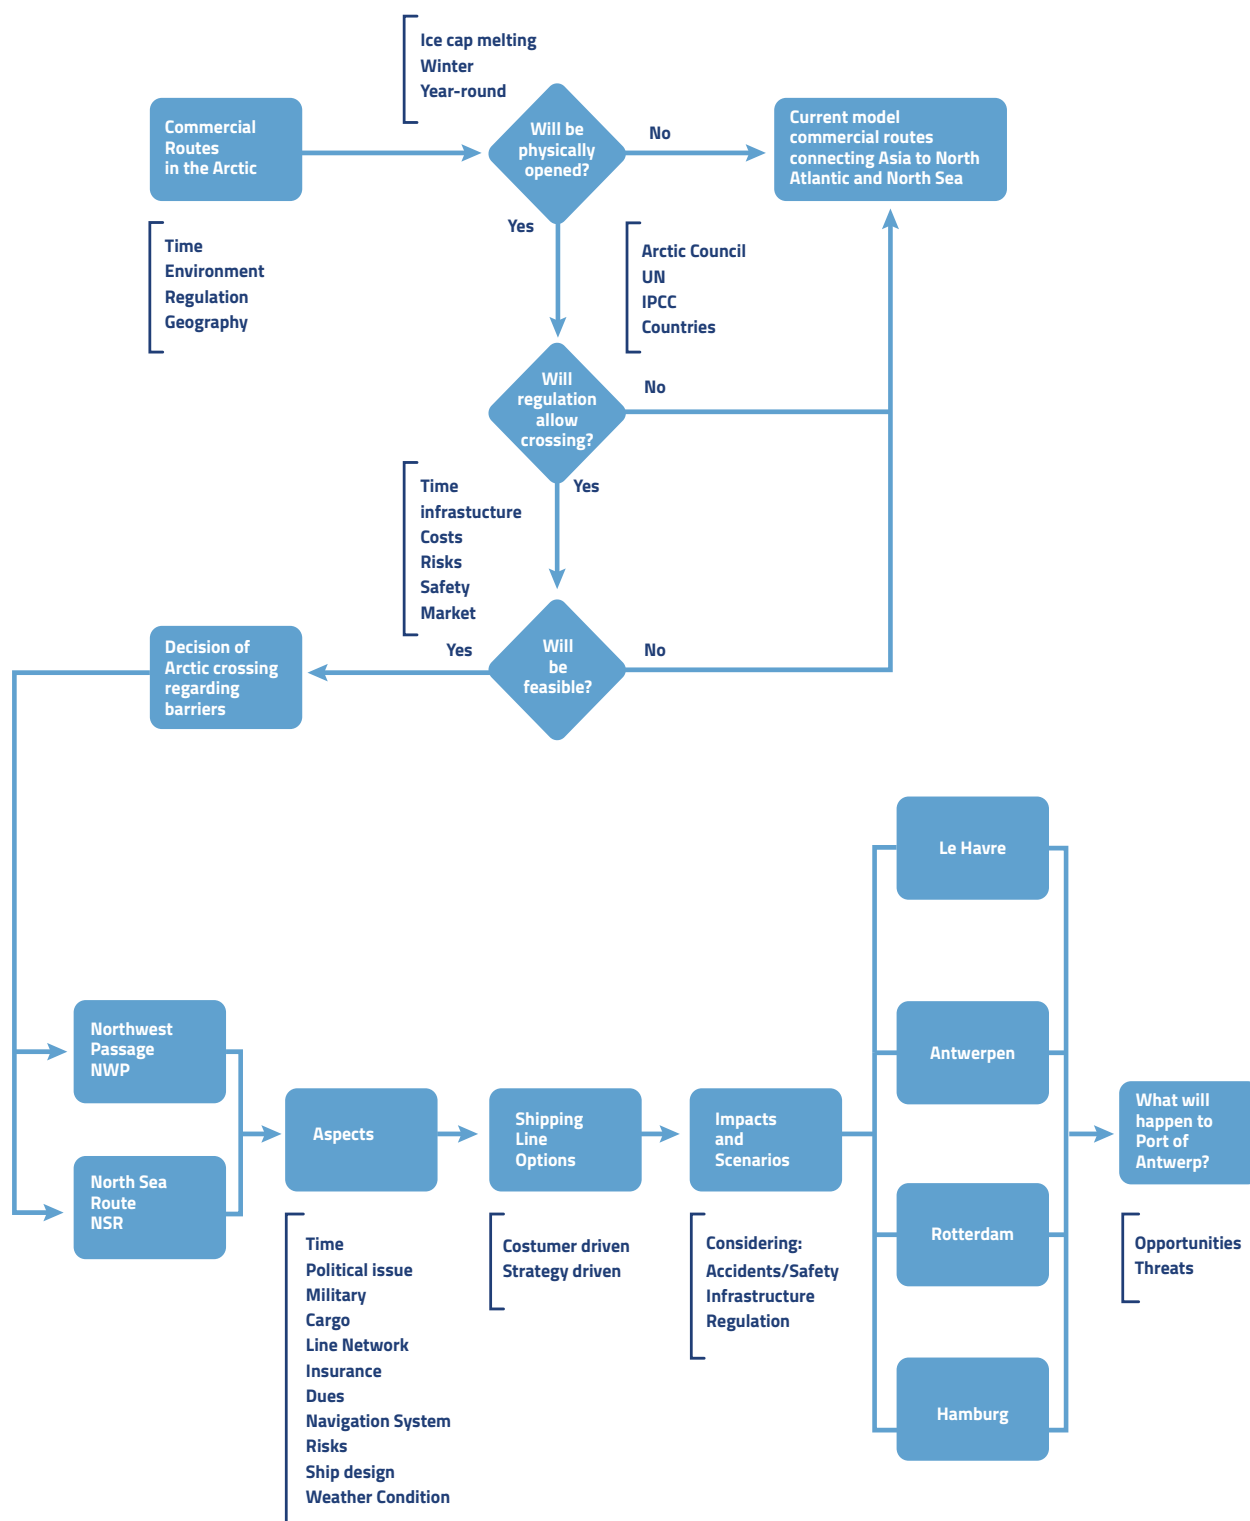 Ice cap melting
Winter
Year-round
Commercial
Routes
in the Arctic
Will be
physically
opened?
No
Current model
commercial routes
connecting Asia to North
Atlantic and North Sea
Time
Environment
Regulation
Geography
Yes
Arctic Council
UN
IPCC
Countries
Will
regulation
allow
crossing?
No
Time
infrastucture
Costs
Risks
Safety
Market
Yes
Decision of
Arctic crossing
regarding
barriers
Yes
Will
be
feasible?
No
Le Havre
Northwest
Passage
NWP
Antwerpen
Aspects
Shipping
Line
Options
Impacts
and
Scenarios
What will
happen to
Port of
Antwerp?
North Sea
Route
NSR
Rotterdam
Time
Political issue
Military
Cargo
Line Network
Insurance
Dues
Navigation System
Risks
Ship design
Weather Condition
Costumer driven
Strategy driven
Considering:
Accidents/Safety
Infrastructure
Regulation
Opportunities
Threats
Hamburg